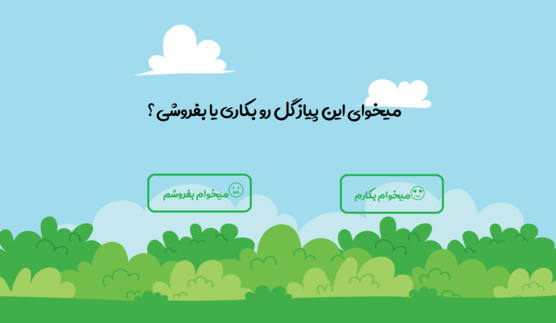 میخوای این پیازگل رو بکاری یا بفروشی ؟
میخوام بکارم
میخوام بفروشم